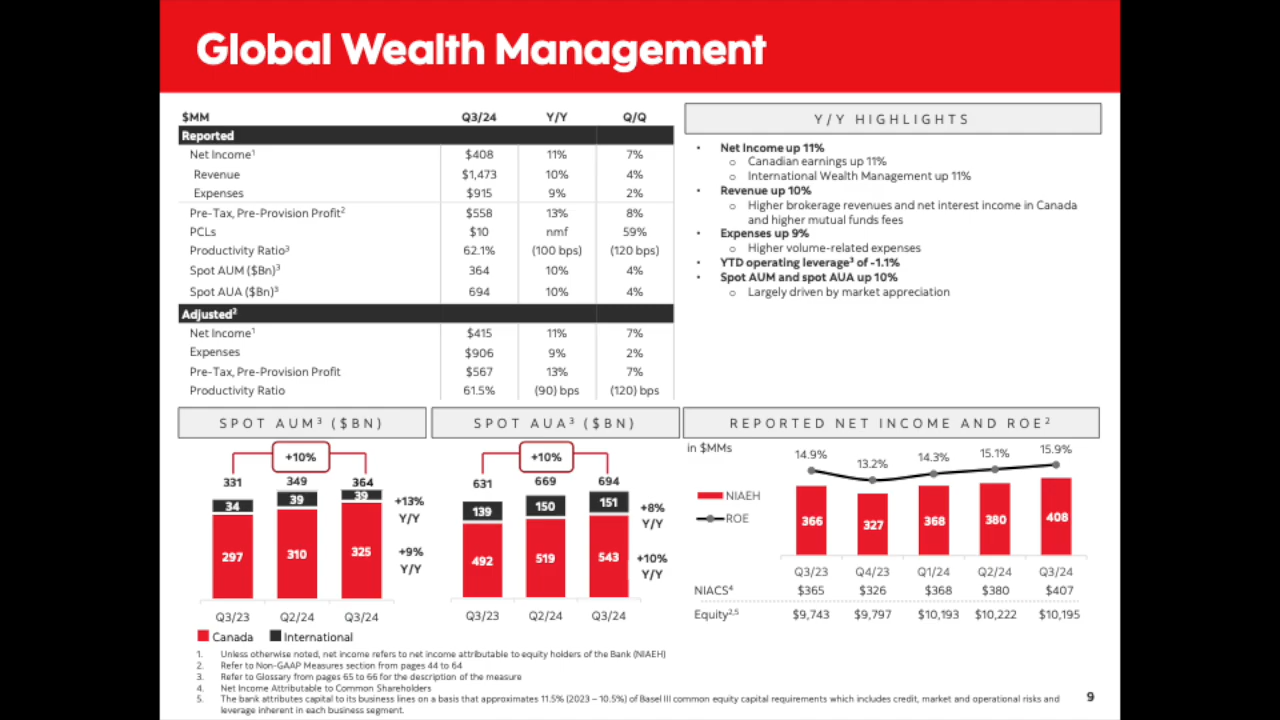 Global Wealth Management
$MM Q3/24 Y/Y Q/Q
Reported
Net Income¹ $408 11% 7%
Revenue $1,473 10% 4%
Expenses $915 9% 2%
Pre-Tax, Pre-Provision Profit² $558 13% 8%
PCLs $10 nmf 59%
Productivity Ratio³ 62.1% (100 bps) (120 bps)
Spot AUM ($Bn)³ 364 10% 4%
Spot AUA ($Bn)³ 694 10% 4%
Adjusted²
Net Income¹ $415 11% 7%
Expenses $906 9% 2%
Pre-Tax, Pre-Provision Profit $567 13% 7%
Productivity Ratio 61.5% (90) bps (120) bps
Y/Y HIGHLIGHTS
• Net Income up 11%
o Canadian earnings up 11%
o International Wealth Management up 11%
• Revenue up 10%
o Higher brokerage revenues and net interest income in Canada
and higher mutual funds fees
• Expenses up 9%
o Higher volume-related expenses
• YTD operating leverage³ of -1.1%
• Spot AUM and spot AUA up 10%
o Largely driven by market appreciation
SPOT AUM³ ($BN)
+10%
331 349 364
34 39 39
+13%
Y/Y
297 310 325
+9%
Y/Y
Q3/23 Q2/24 Q3/24
Canada International
SPOT AUA³ ($BN)
+10%
631 669 694
139 150 151
+8%
Y/Y
492 519 543
+10%
Y/Y
Q3/23 Q2/24 Q3/24
REPORTED NET INCOME AND ROE²
in $MMs
14.9% 13.2% 14.3% 15.1% 15.9%
NIAEH
ROE
366 327 368 380 408
Q3/23 Q4/23 Q1/24 Q2/24 Q3/24
NIACS⁴ $365 $326 $368 $380 $407
Equity²,⁵ $9,743 $9,797 $10,193 $10,222 $10,195
1. Unless otherwise noted, net income refers to net income attributable to equity holders of the Bank (NIAEH)
2. Refer to Non-GAAP Measures section from pages 44 to 64
3. Refer to Glossary from pages 65 to 66 for the description of the measure
4. Net Income Attributable to Common Shareholders
5. The bank attributes capital to its business lines on a basis that approximates 11.5% (2023 – 10.5%) of Basel III common equity capital requirements which includes credit, market and operational risks and
leverage inherent in each business segment.
9